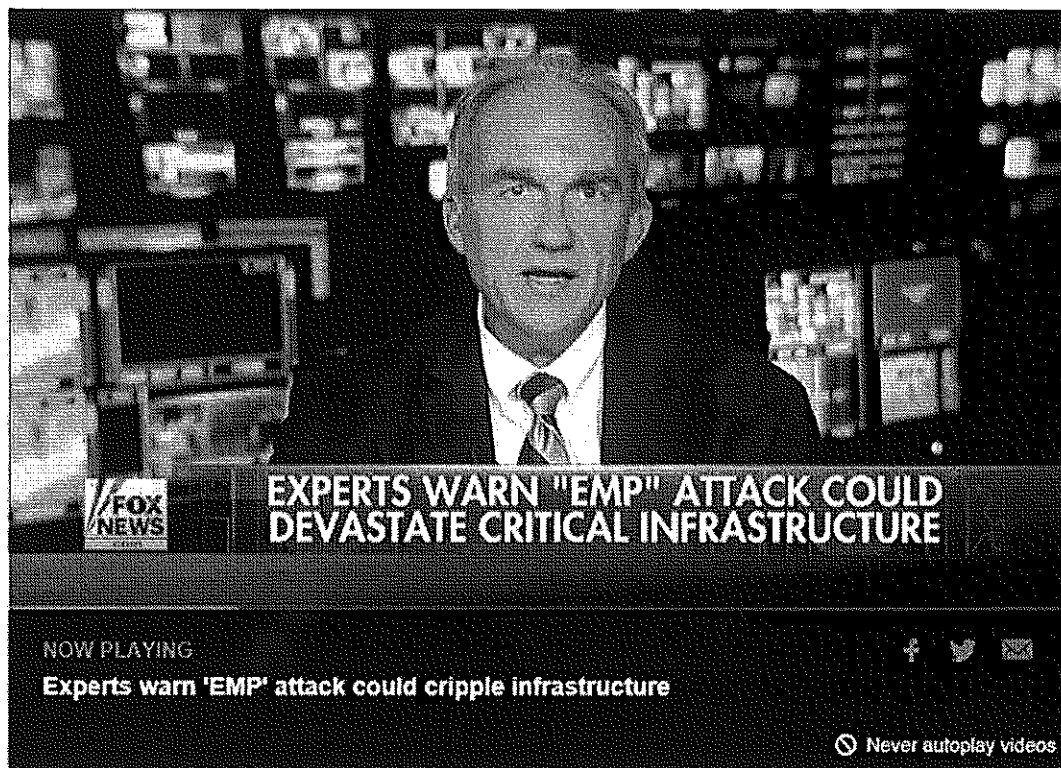 FOX
NEWS
.com
EXPERTS WARN "EMP" ATTACK COULD
DEVASTATE CRITICAL INFRASTRUCTURE
NOW PLAYING
Experts warn 'EMP' attack could cripple infrastructure
Never autoplay videos